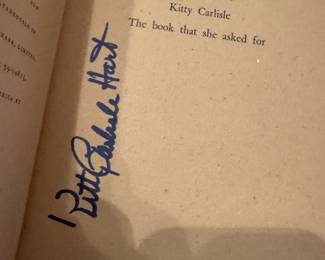 Kitty Carlisle
The book that she asked for
Kitty Carlisle Hart